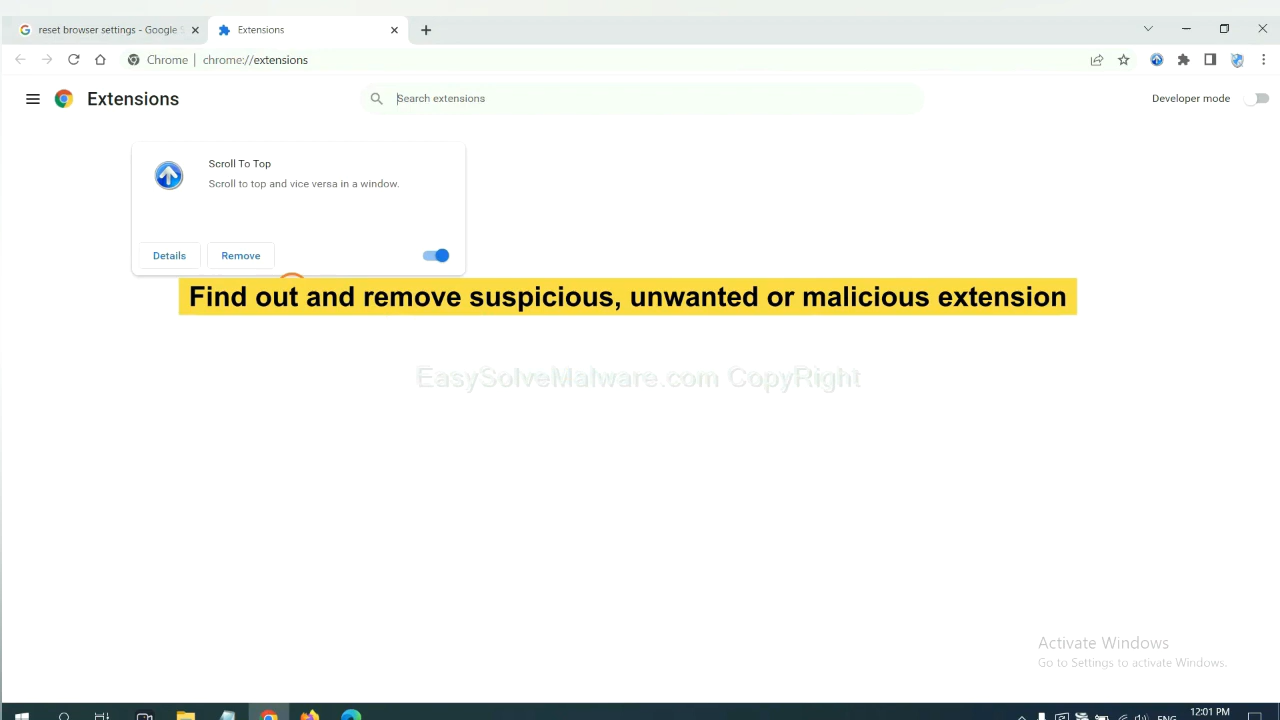 reset browser settings - Google
Extensions
Chrome
chrome://extensions
Extensions
Search extensions
Developer mode
Scroll To Top
Scroll to top and vice versa in a window.
Details
Remove
Find out and remove suspicious, unwanted or malicious extension
EasySolveMalware.com CopyRight
Activate Windows
Go to Settings to activate Windows.
ENG
12:01 PM